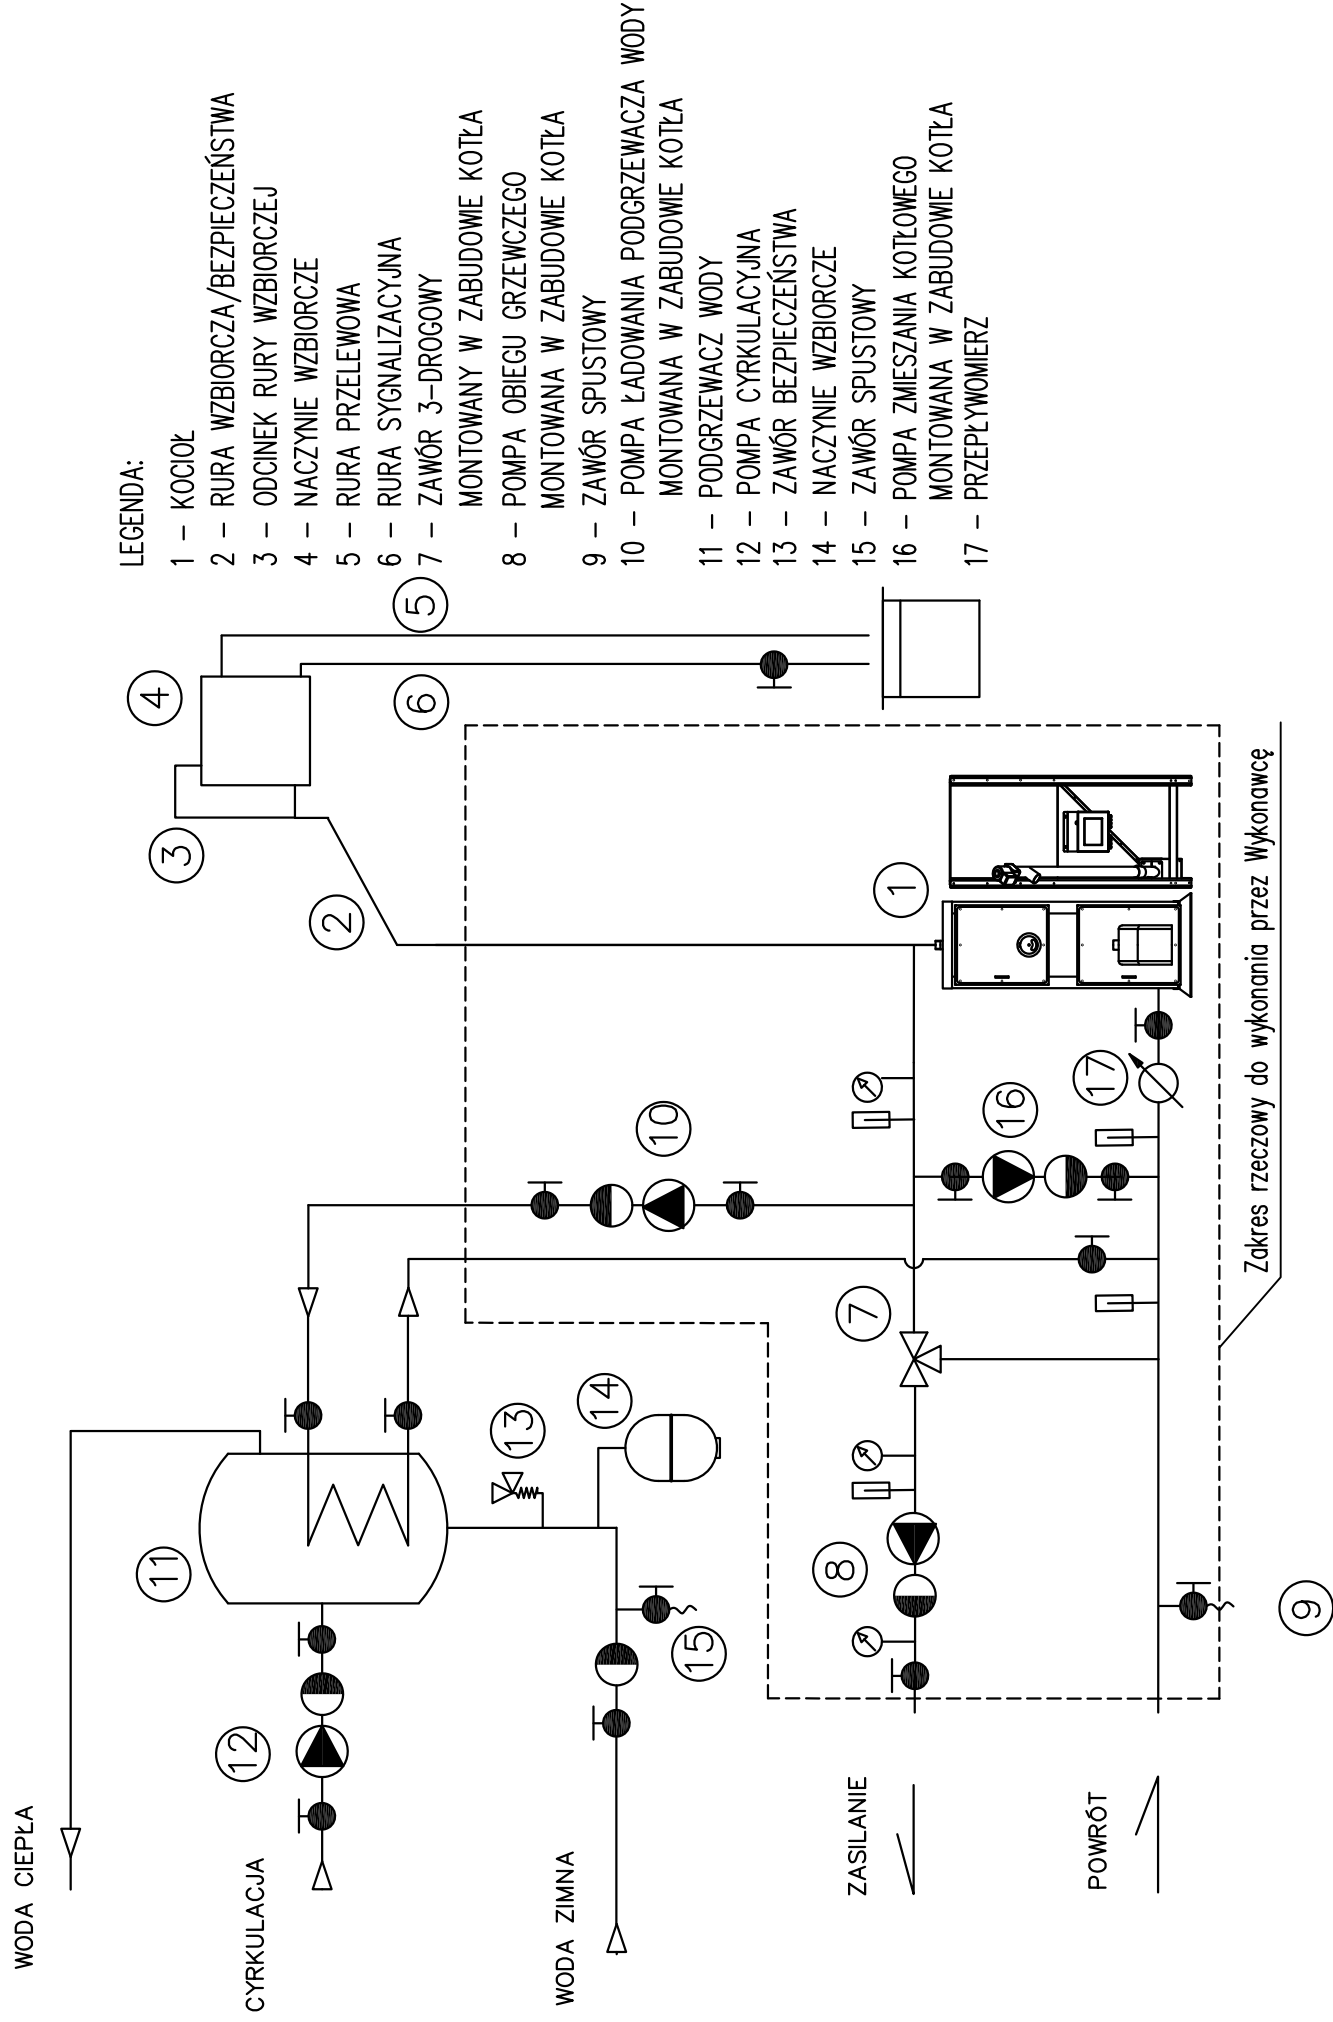 WODA CIEPŁA
CYRKULACJA
WODA ZIMNA
ZASILANIE
POWRÓT
12
11
15
13
14
8
9
7
10
16
17
1
2
3
4
6
5
Zakres rzeczowy do wykonania przez Wykonawcę
LEGENDA:
1 – KOCIOŁ
2 – RURA WZBIORCZA/BEZPIECZEŃSTWA
3 – ODCINEK RURY WZBIORCZEJ
4 – NACZYNIE WZBIORCZE
5 – RURA PRZELEWOWA
6 – RURA SYGNALIZACYJNA
7 – ZAWÓR 3–DROGOWY
MONTOWANY W ZABUDOWIE KOTŁA
8 – POMPA OBIEGU GRZEWCZEGO
MONTOWANA W ZABUDOWIE KOTŁA
9 – ZAWÓR SPUSTOWY
10 – POMPA ŁADOWANIA PODGRZEWACZA WODY
MONTOWANA W ZABUDOWIE KOTŁA
11 – PODGRZEWACZ WODY
12 – POMPA CYRKULACYJNA
13 – ZAWÓR BEZPIECZEŃSTWA
14 – NACZYNIE WZBIORCZE
15 – ZAWÓR SPUSTOWY
16 – POMPA ZMIESZANIA KOTŁOWEGO
MONTOWANA W ZABUDOWIE KOTŁA
17 – PRZEPŁYWOMIERZ